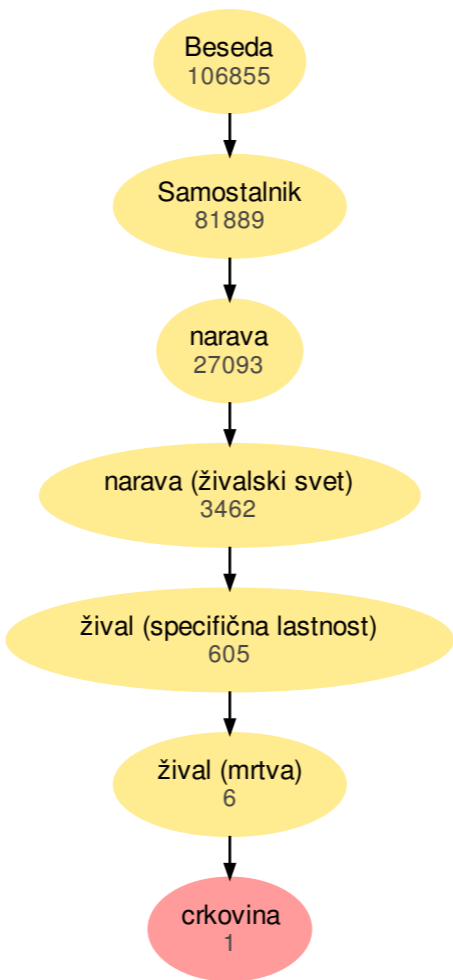 Beseda
106855
Samostalnik
81889
narava
27093
narava (živalski svet)
3462
žival (specifična lastnost)
605
žival (mrtva)
6
crkovina
1